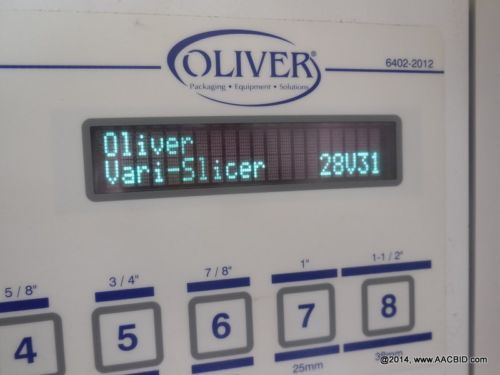 OLIVER®
Packaging • Equipment • Solutions
6402-2012
Oliver
Vari-Slicer 28V31
5 / 8" 3 / 4" 7 / 8" 1" 1-1 / 2"
4 5 6 7 8
25mm
@2014, www.AACBID.com